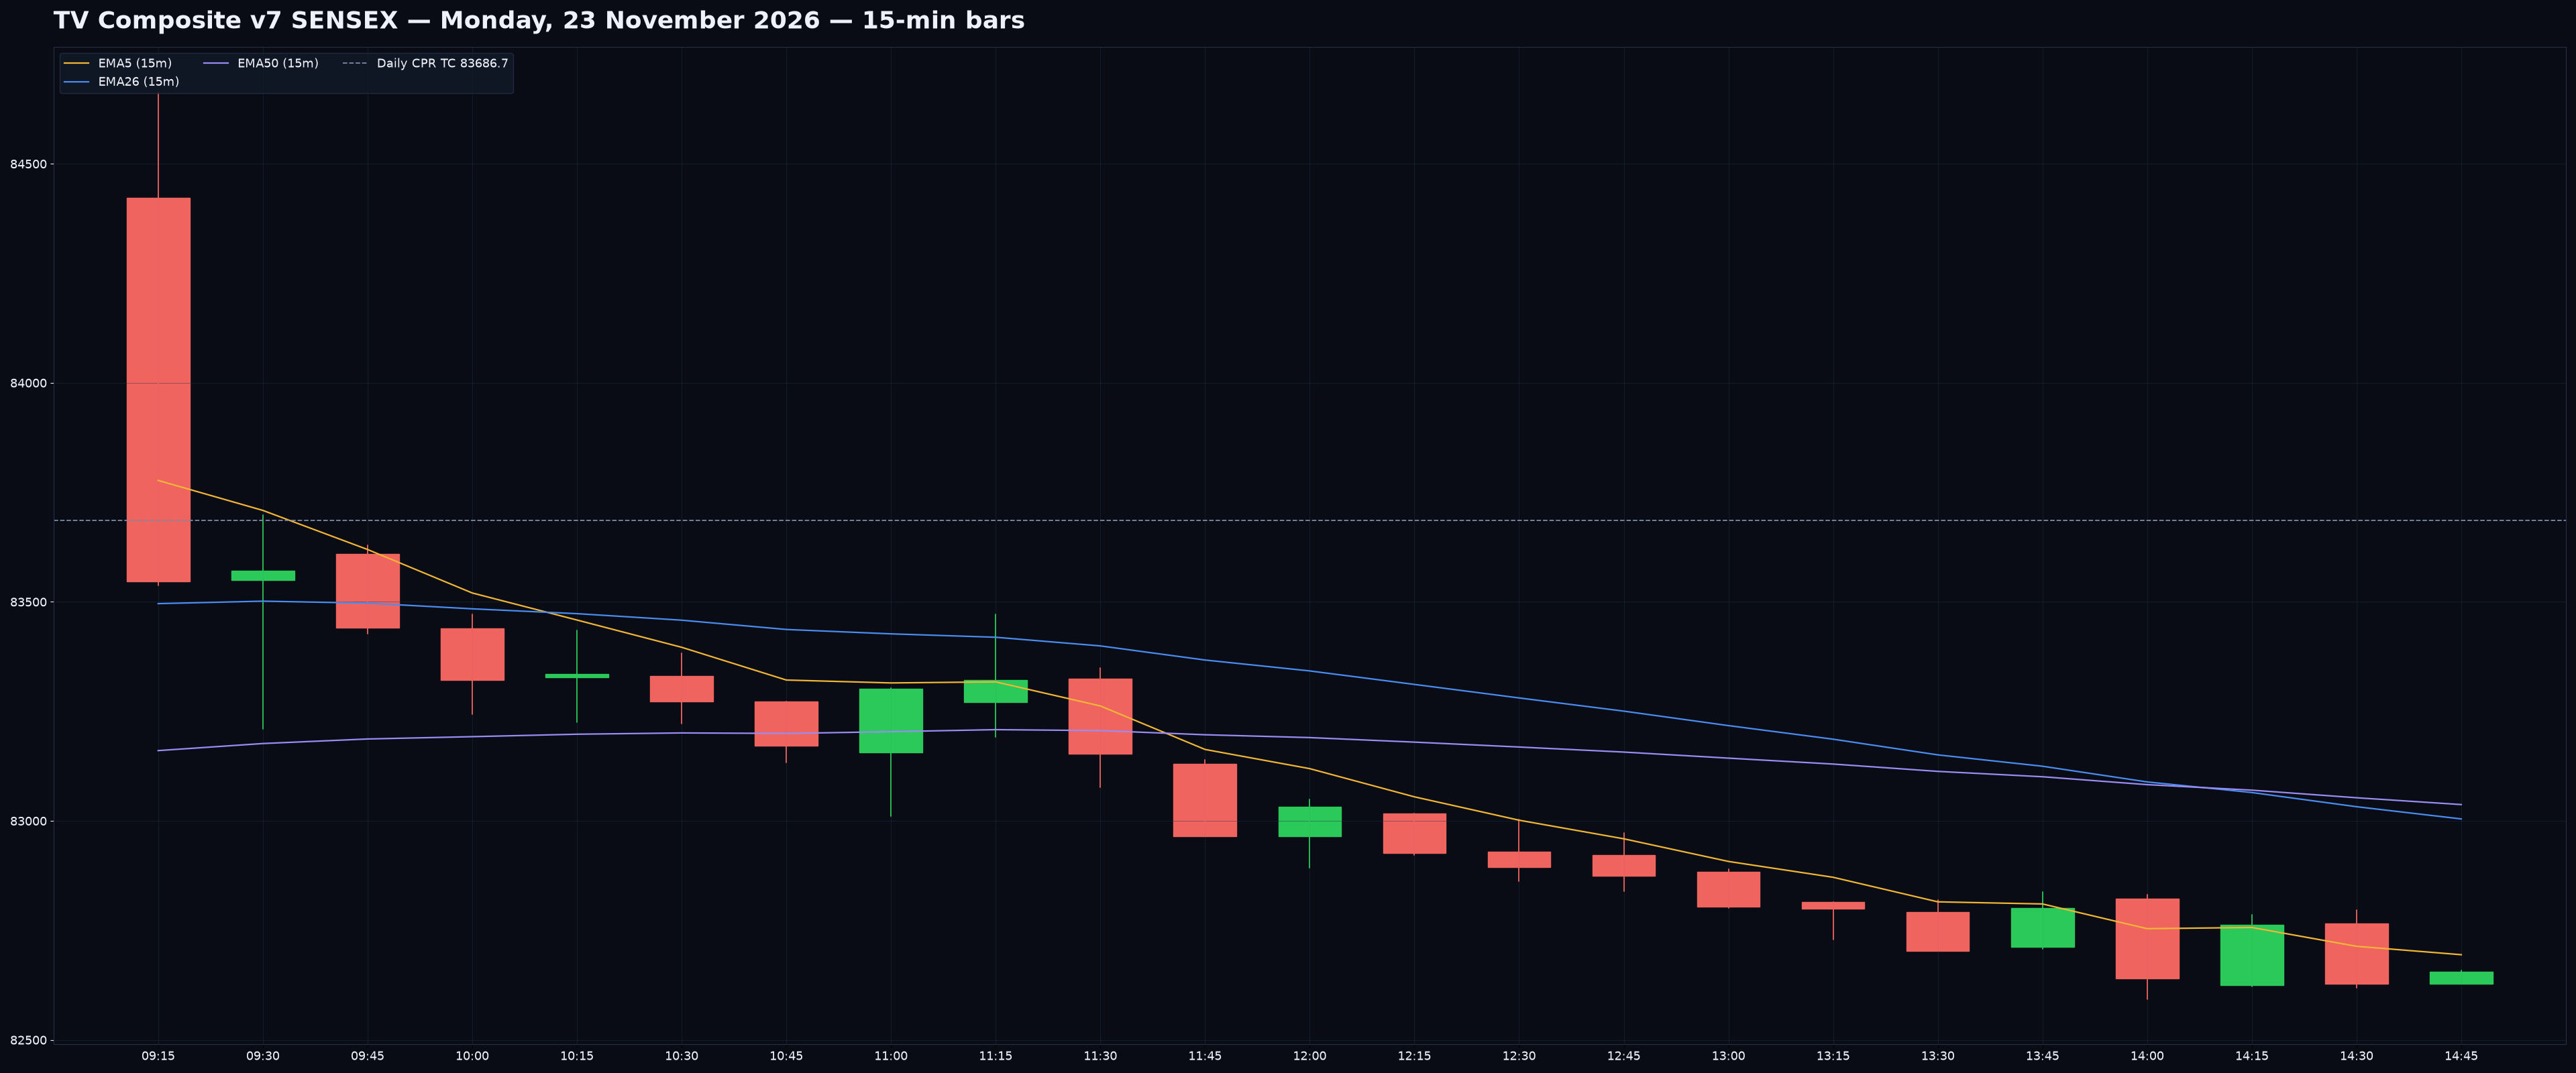 TV Composite v7 SENSEX — Monday, 23 November 2026 — 15-min bars
EMA5 (15m) EMA50 (15m) Daily CPR TC 83686.7
EMA26 (15m)
84500
84000
83500
83000
82500
09:15 09:30 09:45 10:00 10:15 10:30 10:45 11:00 11:15 11:30 11:45 12:00 12:15 12:30 12:45 13:00 13:15 13:30 13:45 14:00 14:15 14:30 14:45